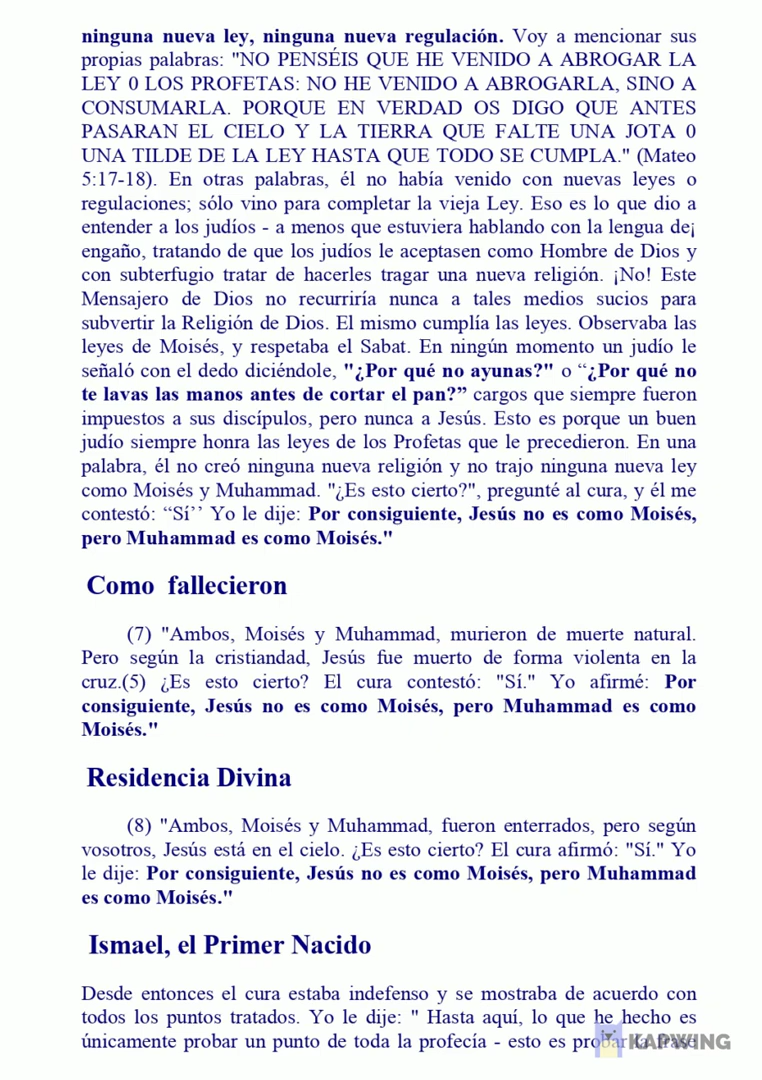 ninguna nueva ley, ninguna nueva regulación. Voy a mencionar sus
propias palabras: "NO PENSÉIS QUE HE VENIDO A ABROGAR LA
LEY 0 LOS PROFETAS: NO HE VENIDO A ABROGARLA, SINO A
CONSUMARLA. PORQUE EN VERDAD OS DIGO QUE ANTES
PASARAN EL CIELO Y LA TIERRA QUE FALTE UNA JOTA 0
UNA TILDE DE LA LEY HASTA QUE TODO SE CUMPLA." (Mateo
5:17-18). En otras palabras, él no había venido con nuevas leyes o
regulaciones; sólo vino para completar la vieja Ley. Eso es lo que dio a
entender a los judíos - a menos que estuviera hablando con la lengua de¡
engaño, tratando de que los judíos le aceptasen como Hombre de Dios y
con subterfugio tratar de hacerles tragar una nueva religión. ¡No! Este
Mensajero de Dios no recurriría nunca a tales medios sucios para
subvertir la Religión de Dios. El mismo cumplía las leyes. Observaba las
leyes de Moisés, y respetaba el Sabat. En ningún momento un judío le
señaló con el dedo diciéndole, "¿Por qué no ayunas?" o “¿Por qué no
te lavas las manos antes de cortar el pan?” cargos que siempre fueron
impuestos a sus discípulos, pero nunca a Jesús. Esto es porque un buen
judío siempre honra las leyes de los Profetas que le precedieron. En una
palabra, él no creó ninguna nueva religión y no trajo ninguna nueva ley
como Moisés y Muhammad. "¿Es esto cierto?", pregunté al cura, y él me
contestó: “Sí’’ Yo le dije: Por consiguiente, Jesús no es como Moisés,
pero Muhammad es como Moisés."
Como fallecieron
(7) "Ambos, Moisés y Muhammad, murieron de muerte natural.
Pero según la cristiandad, Jesús fue muerto de forma violenta en la
cruz.(5) ¿Es esto cierto? El cura contestó: "Sí." Yo afirmé: Por
consiguiente, Jesús no es como Moisés, pero Muhammad es como
Moisés."
Residencia Divina
(8) "Ambos, Moisés y Muhammad, fueron enterrados, pero según
vosotros, Jesús está en el cielo. ¿Es esto cierto? El cura afirmó: "Sí." Yo
le dije: Por consiguiente, Jesús no es como Moisés, pero Muhammad
es como Moisés."
Ismael, el Primer Nacido
Desde entonces el cura estaba indefenso y se mostraba de acuerdo con
todos los puntos tratados. Yo le dije: " Hasta aquí, lo que he hecho es
únicamente probar un punto de toda la profecía - esto es probar la frase
KAPWING